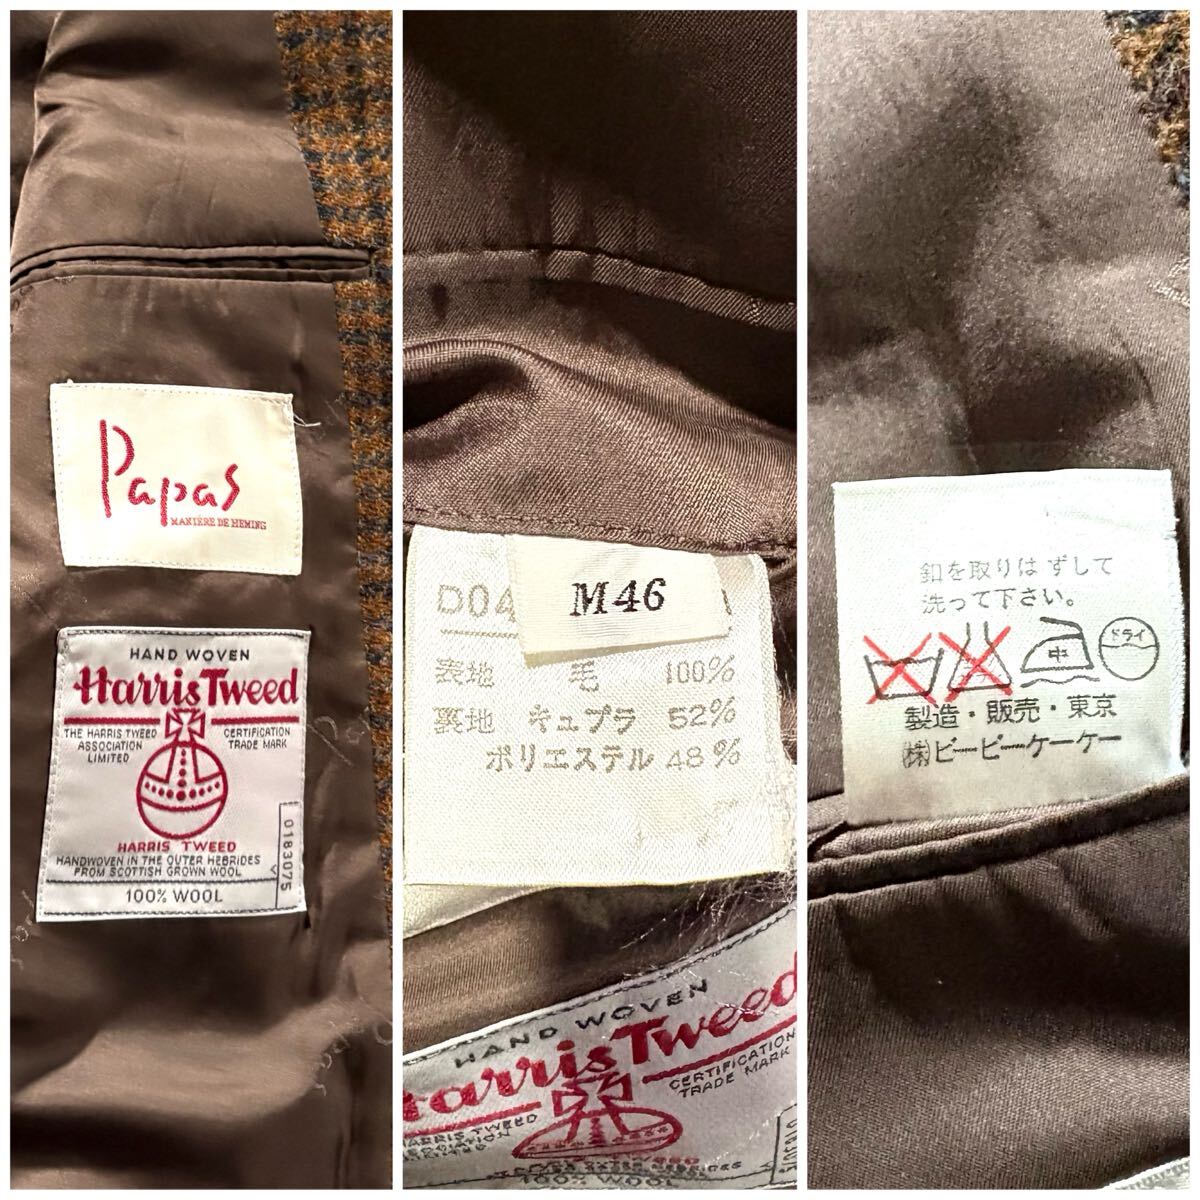 Papas
MANIÈRE DE HEMING
HAND WOVEN
Harris Tweed
THE HARRIS TWEED
ASSOCIATION
LIMITED
CERTIFICATION
TRADE MARK
HARRIS TWEED
HANDWOVEN IN THE OUTER HEBRIDES
FROM SCOTTISH GROWN WOOL
100% WOOL
0183075
M46
D04
表地 毛 100%
裏地 キュプラ 52%
ポリエステル 48%
HAND WOVEN
Harris Tweed
HARRIS TWEED
CERTIFICATION
TRADE MARK
100% WOOL
釦を取りはずして
洗って下さい。
中
ドライ
製造・販売・東京
(株)ビーピーケーケー